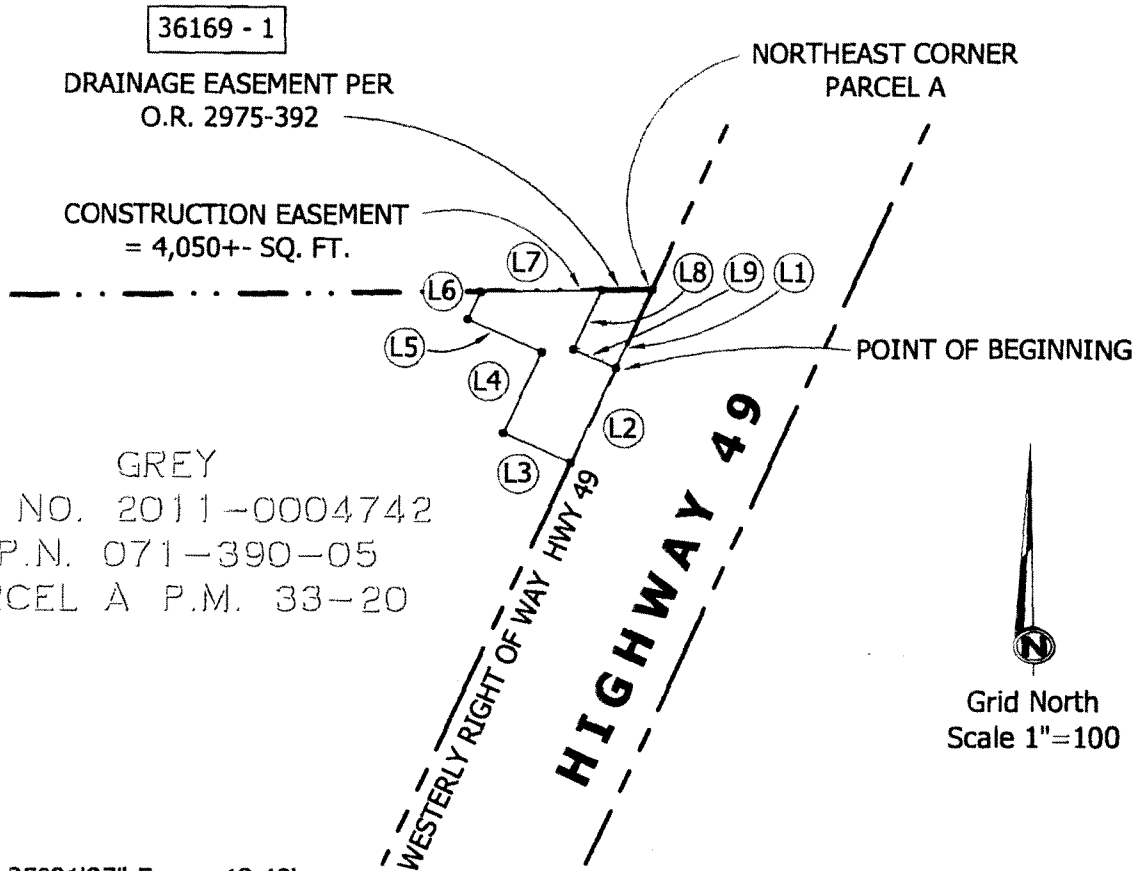 36169 - 1
DRAINAGE EASEMENT PER
O.R. 2975-392
NORTHEAST CORNER
PARCEL A
CONSTRUCTION EASEMENT
= 4,050+- SQ. FT.
L7
L8
L9
L1
L6
L5
POINT OF BEGINNING
L4
L2
L3
GREY
NO. 2011-0004742
P.N. 071-390-05
RCEL A P.M. 33-20
WESTERLY RIGHT OF WAY HWY 49
HIGHWAY 49
N
Grid North
Scale 1"=100